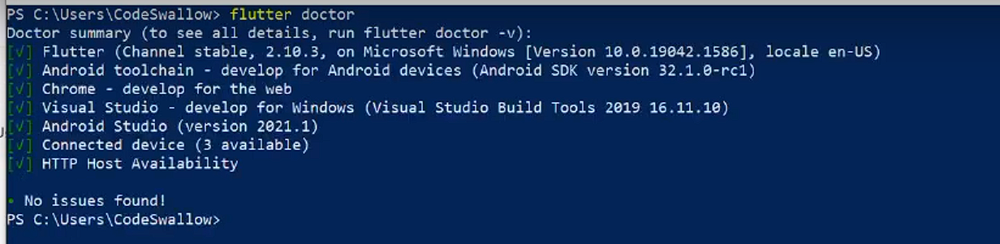 PS C:\Users\CodeSwallow> flutter doctor
Doctor summary (to see all details, run flutter doctor -v):
[√] Flutter (Channel stable, 2.10.3, on Microsoft Windows [Version 10.0.19042.1586], locale en-US)
[√] Android toolchain - develop for Android devices (Android SDK version 32.1.0-rc1)
[√] Chrome - develop for the web
[√] Visual Studio - develop for Windows (Visual Studio Build Tools 2019 16.11.10)
[√] Android Studio (version 2021.1)
[√] Connected device (3 available)
[√] HTTP Host Availability
• No issues found!
PS C:\Users\CodeSwallow>